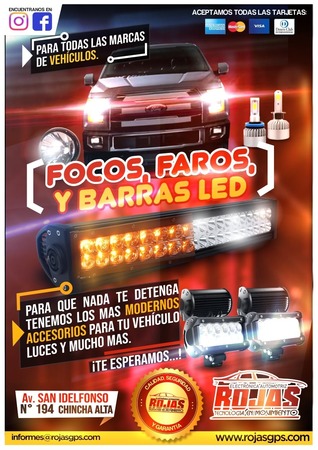 ENCUENTRANOS EN:
ACEPTAMOS TODAS LAS TARJETAS:
PARA TODAS LAS MARCAS
DE VEHÍCULOS.
FOCOS, FAROS,
Y BARRAS LED
PARA QUE NADA TE DETENGA
TENEMOS LOS MAS MODERNOS
ACCESORIOS PARA TU VEHÍCULO
LUCES Y MUCHO MAS.
¡TE ESPERAMOS...!
Av. SAN IDELFONSO
N° 194 CHINCHA ALTA
CALIDAD SEGURIDAD
Y GARANTIA
ELECTRÓNICA AUTOMOTRIZ
ROJAS
TECNOLOGÍA EN MOVIMIENTO
informes@rojasgps.com
www.rojasgps.com